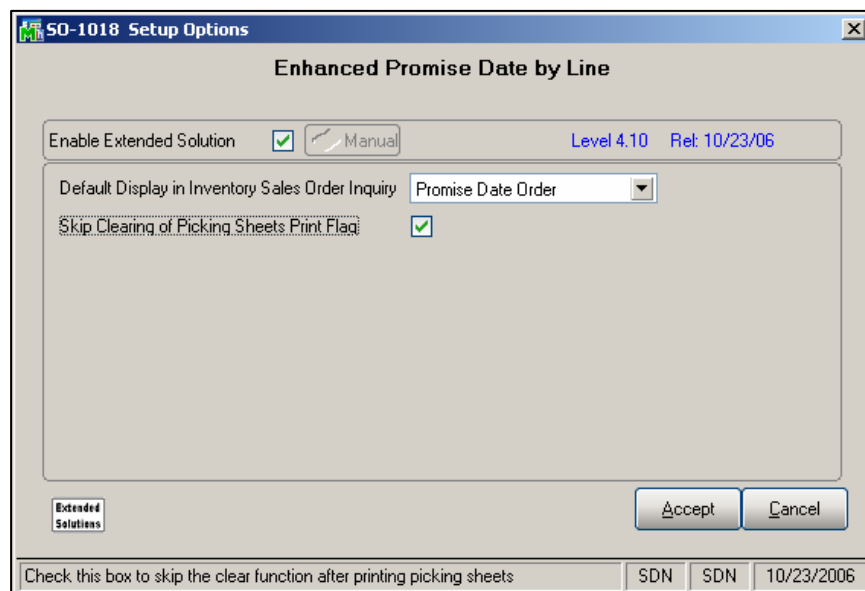 SO-1018 Setup Options
Enhanced Promise Date by Line
Enable Extended Solution Manual Level 4.10 Rel: 10/23/06
Default Display in Inventory Sales Order Inquiry Promise Date Order
Skip Clearing of Picking Sheets Print Flag
Extended
Solutions
Accept Cancel
Check this box to skip the clear function after printing picking sheets SDN SDN 10/23/2006